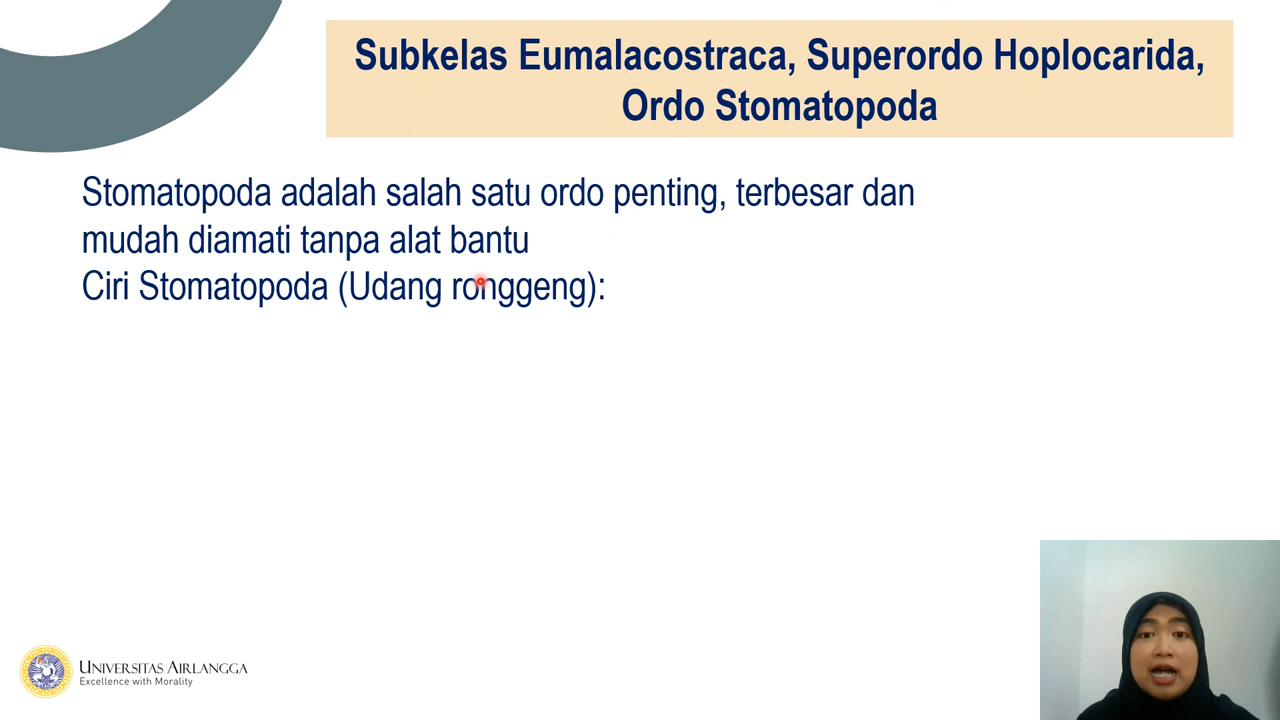 Subkelas Eumalacostraca, Superordo Hoplocarida,
Ordo Stomatopoda
Stomatopoda adalah salah satu ordo penting, terbesar dan
mudah diamati tanpa alat bantu
Ciri Stomatopoda (Udang ronggeng):
UNIVERSITAS AIRLANGGA
Excellence with Morality